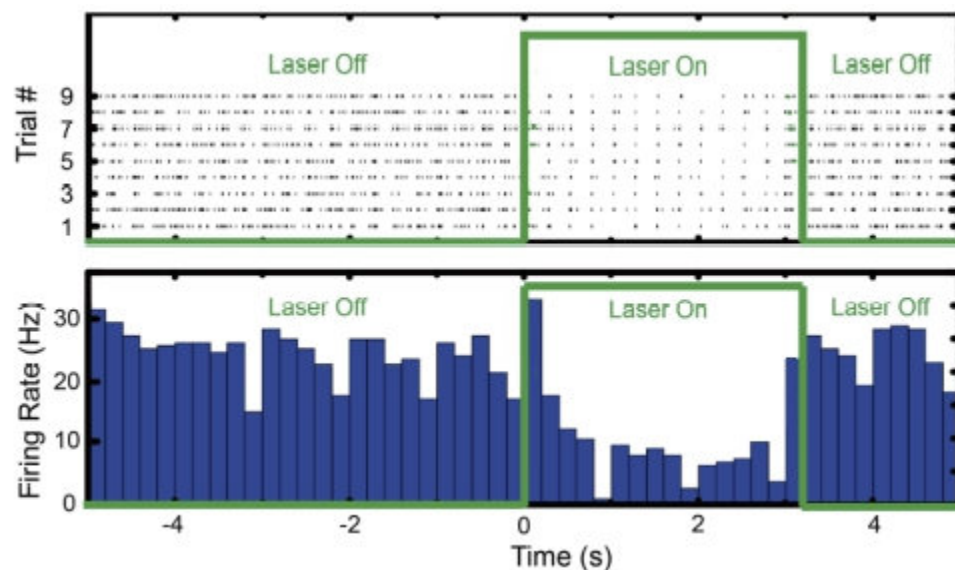 Laser Off
Laser On
Laser Off
Trial #
9
7
5
3
1
Laser Off
Laser On
Laser Off
Firing Rate (Hz)
30
20
10
0
-4
-2
0
2
4
Time (s)